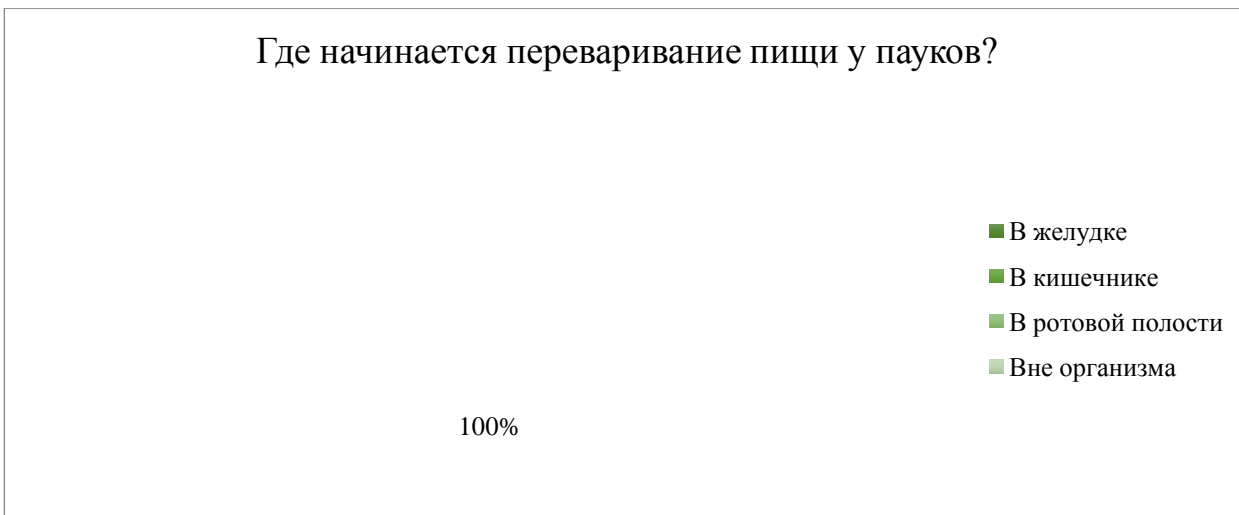 Где начинается переваривание пищи у пауков?
В желудке
В кишечнике
В ротовой полости
Вне организма
100%